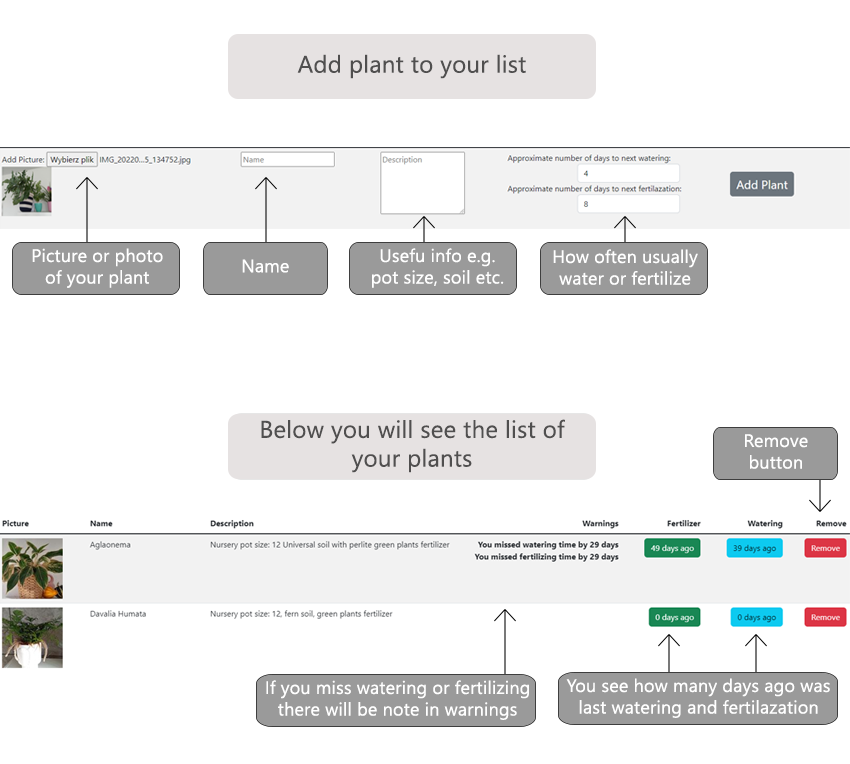 Add plant to your list
Add Picture: Wybierz plik IMG_20220...5_134752.jpg
Name
Description
Approximate number of days to next watering:
4
Approximate number of days to next fertilazation:
8
Add Plant
Picture or photo
of your plant
Name
Usefu info e.g.
pot size, soil etc.
How often usually
water or fertilize
Below you will see the list of
your plants
Remove
button
Picture Name Description Warnings Fertilizer Watering Remove
Aglaonema Nursery pot size: 12 Universal soil with perlite green plants fertilizer You missed watering time by 29 days 49 days ago 39 days ago Remove
You missed fertilizing time by 29 days
Davalia Humata Nursery pot size: 12, fern soil, green plants fertilizer 0 days ago 0 days ago Remove
If you miss watering or fertilizing
there will be note in warnings
You see how many days ago was
last watering and fertilazation